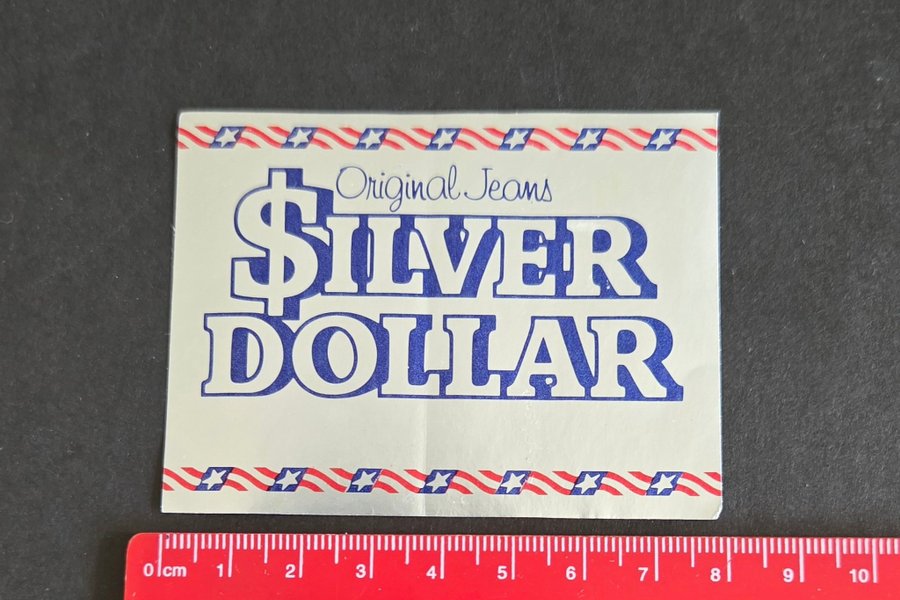 Original Jeans
$ILVER
DOLLAR
0 cm 1 2 3 4 5 6 7 8 9 10